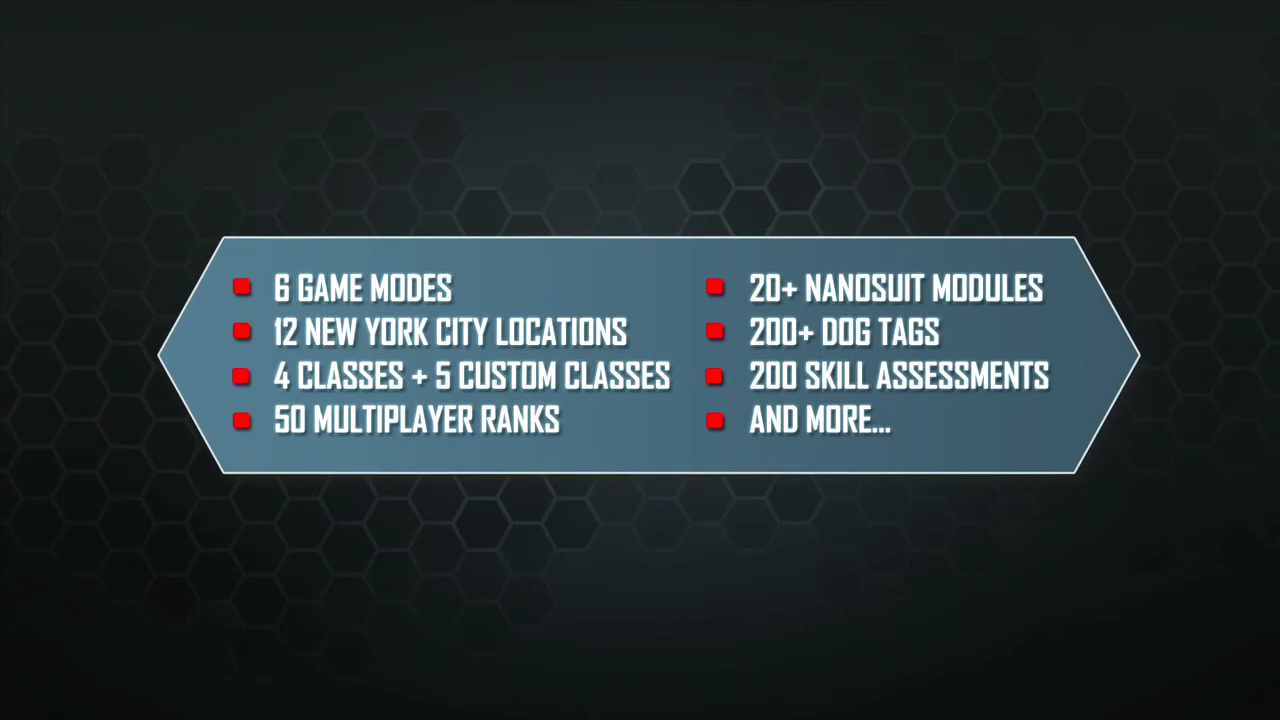 6 GAME MODES
12 NEW YORK CITY LOCATIONS
4 CLASSES + 5 CUSTOM CLASSES
50 MULTIPLAYER RANKS
20+ NANOSUIT MODULES
200+ DOG TAGS
200 SKILL ASSESSMENTS
AND MORE...